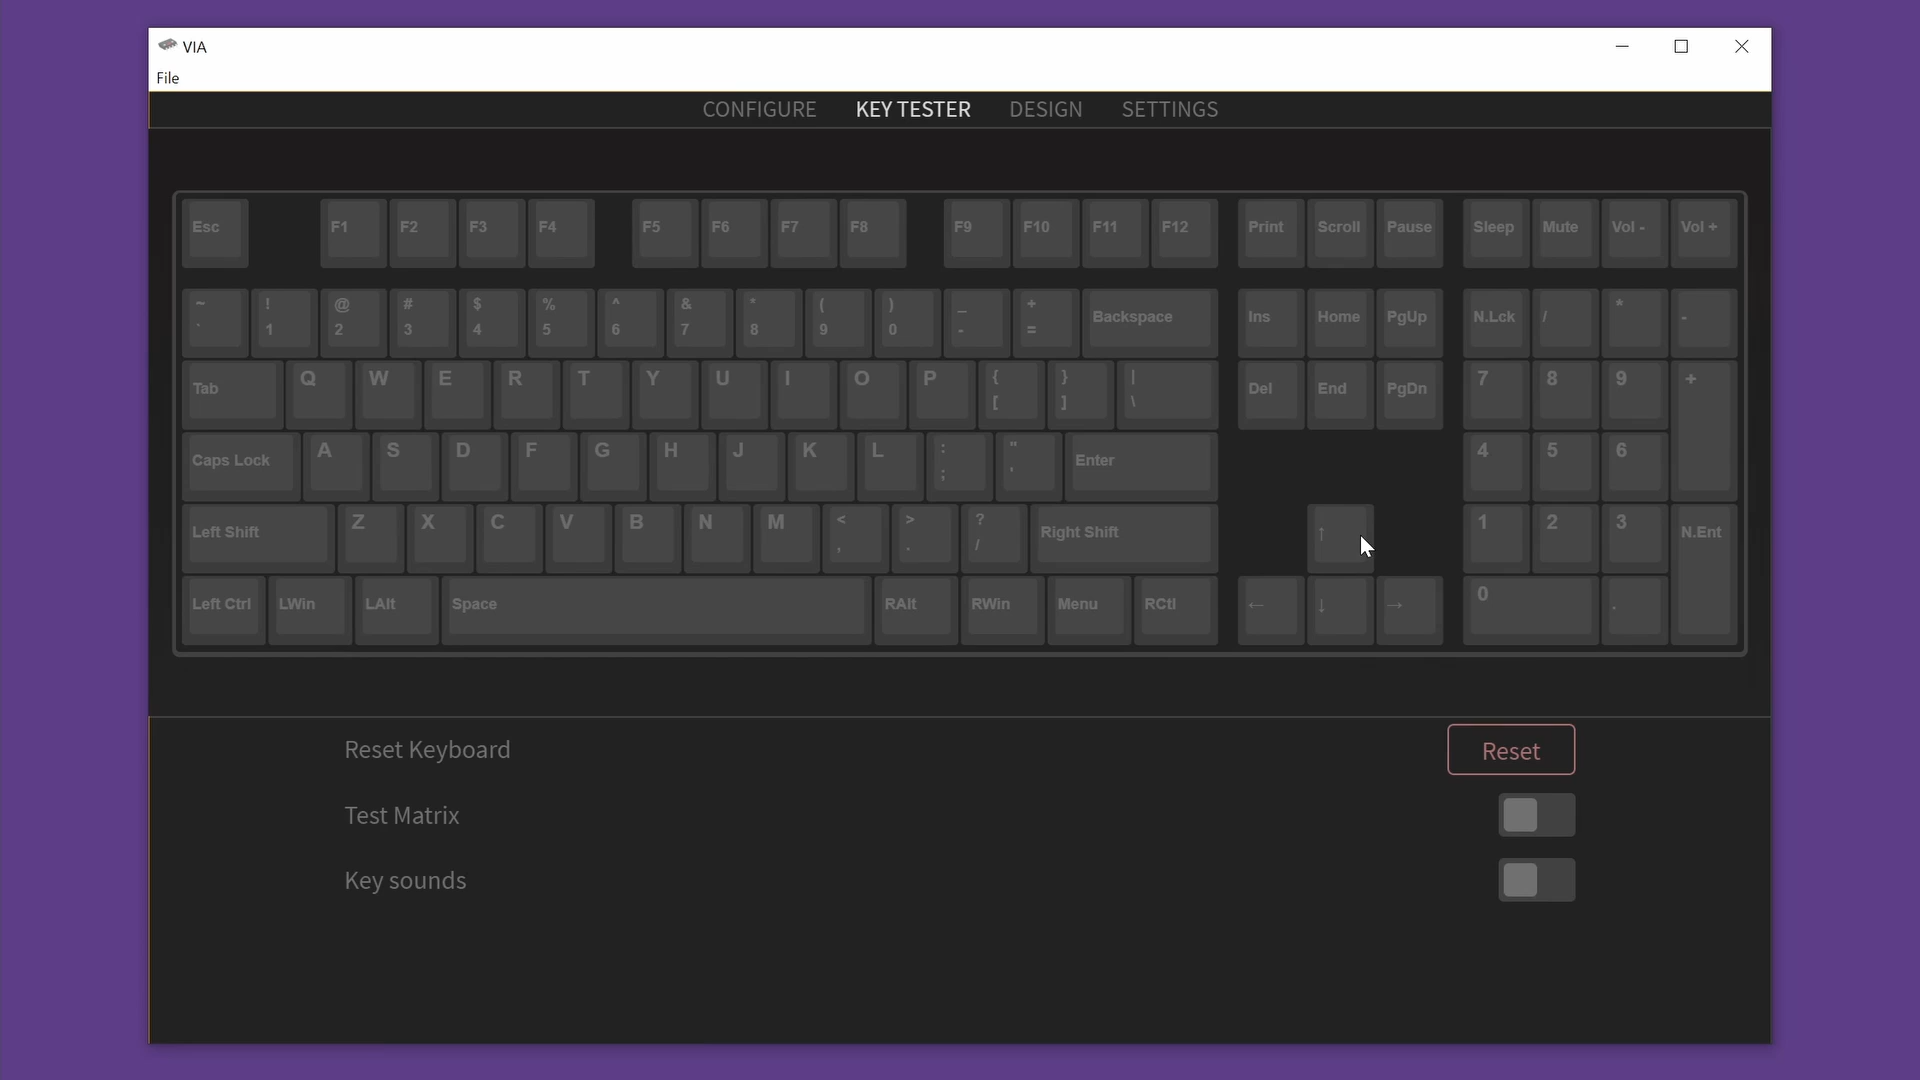 VIA
File
CONFIGURE KEY TESTER DESIGN SETTINGS
Esc F1 F2 F3 F4 F5 F6 F7 F8 F9 F10 F11 F12 Print Scroll Pause Sleep Mute Vol - Vol +
~ ! @ # $ % ^ & * ( ) _ +
` 1 2 3 4 5 6 7 8 9 0 - = Backspace Ins Home PgUp N.Lck / * -
Tab Q W E R T Y U I O P { } |
[ ] \ Del End PgDn 7 8 9 +
Caps Lock A S D F G H J K L : "
; ' Enter 4 5 6
Left Shift Z X C V B N M < > ?
, . / Right Shift ↑ 1 2 3 N.Ent
Left Ctrl LWin LAlt Space RAlt RWin Menu RCtl ← ↓ → 0 .
Reset Keyboard Reset
Test Matrix
Key sounds